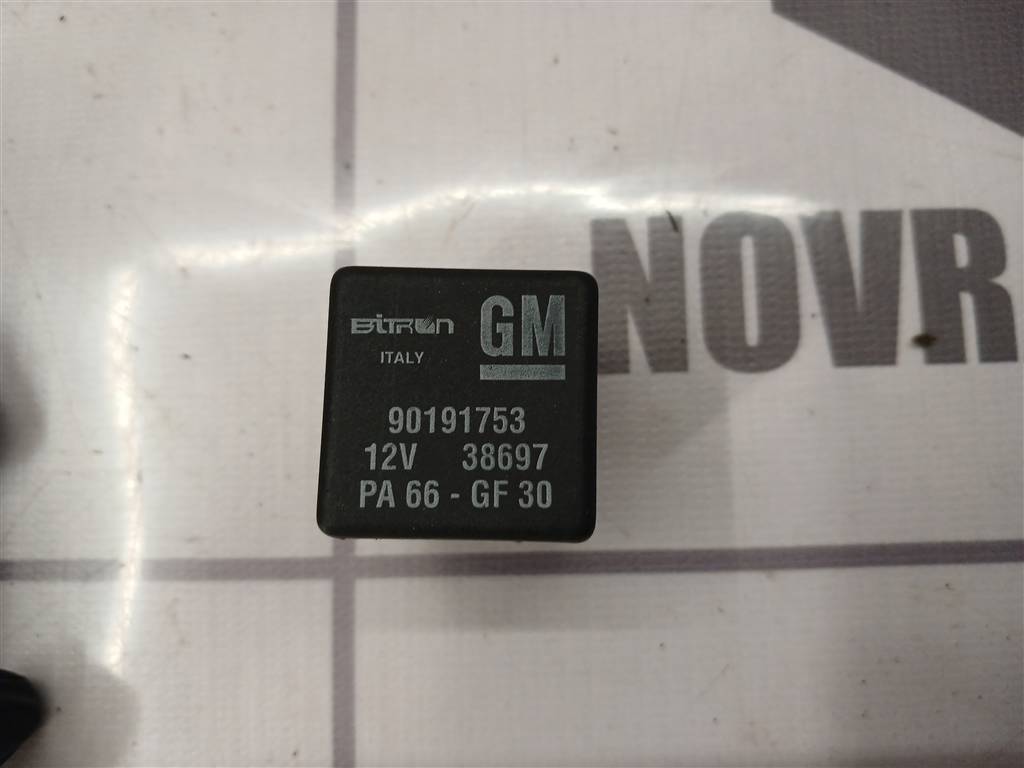 BITRON
ITALY
GM
90191753
12V 38697
PA 66 - GF 30
NOVR